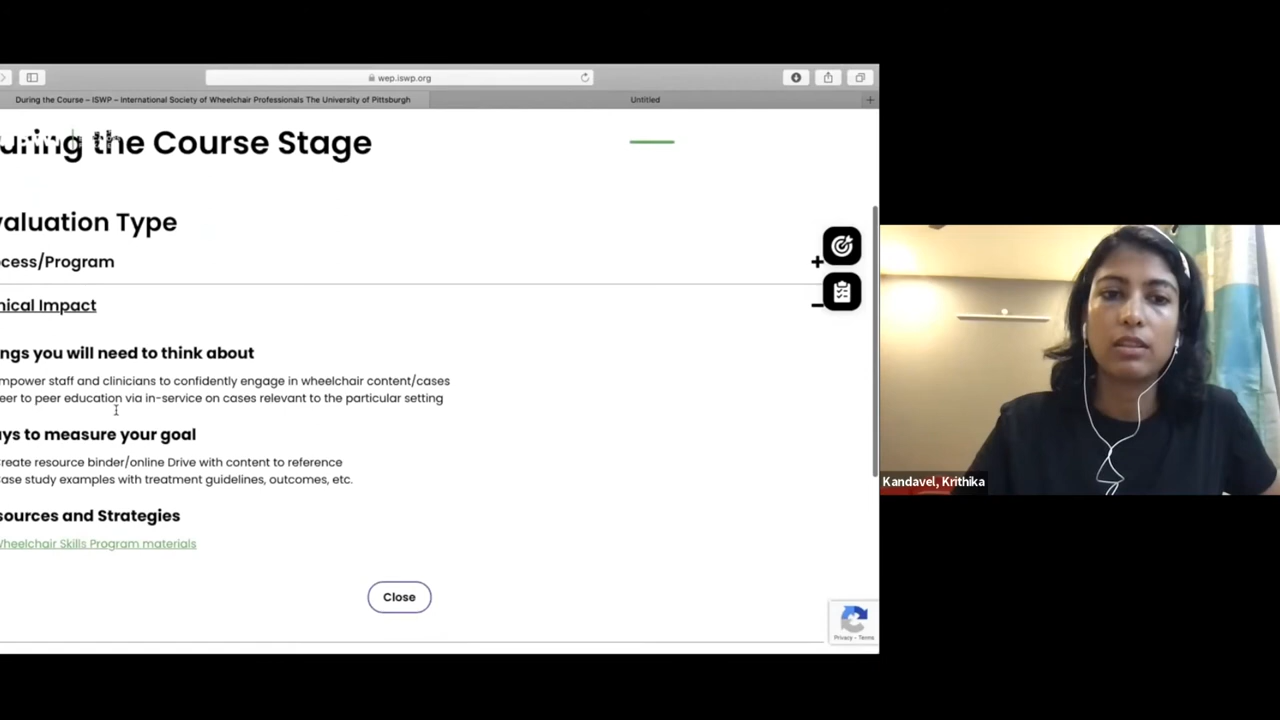 wep.iswp.org
During the Course – ISWP – International Society of Wheelchair Professionals The University of Pittsburgh
Untitled
uring the Course Stage
valuation Type
cess/Program
nical Impact
ngs you will need to think about
mpower staff and clinicians to confidently engage in wheelchair content/cases
eer to peer education via in-service on cases relevant to the particular setting
ys to measure your goal
reate resource binder/online Drive with content to reference
ase study examples with treatment guidelines, outcomes, etc.
sources and Strategies
Wheelchair Skills Program materials
Close
Privacy - Terms
Kandavel, Krithika